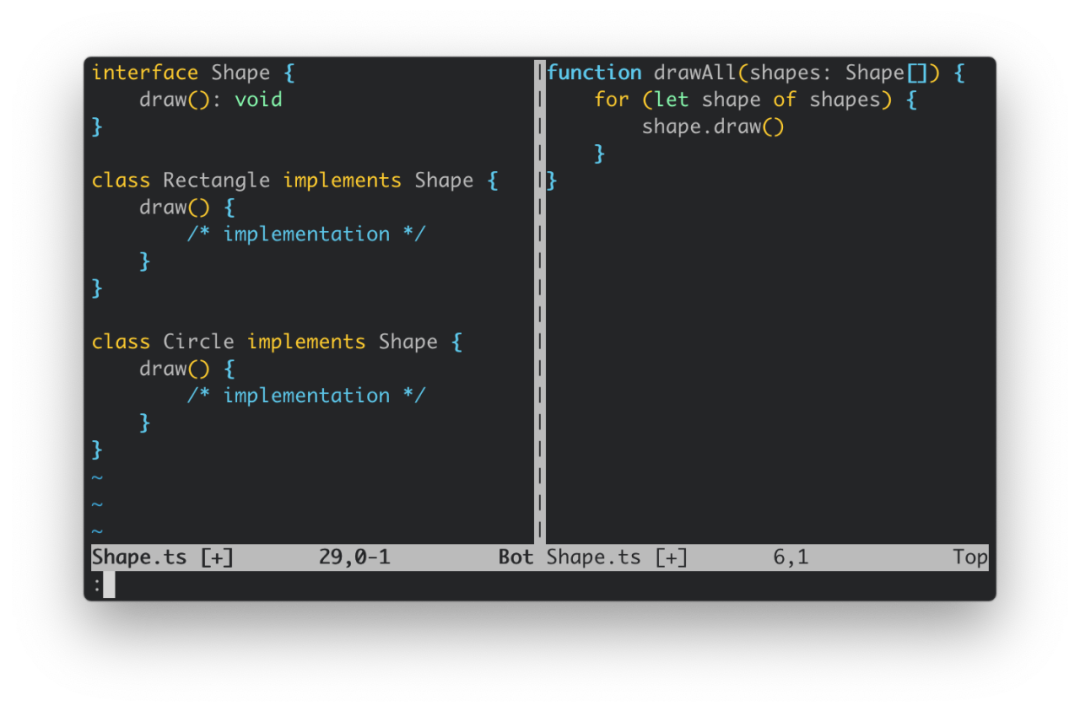 interface Shape {
    draw(): void
}
class Rectangle implements Shape {
    draw() {
        /* implementation */
    }
}
class Circle implements Shape {
    draw() {
        /* implementation */
    }
}
~
~
~
Shape.ts [+] 29,0-1 Bot
function drawAll(shapes: Shape[]) {
    for (let shape of shapes) {
        shape.draw()
    }
}
Shape.ts [+] 6,1 Top
: